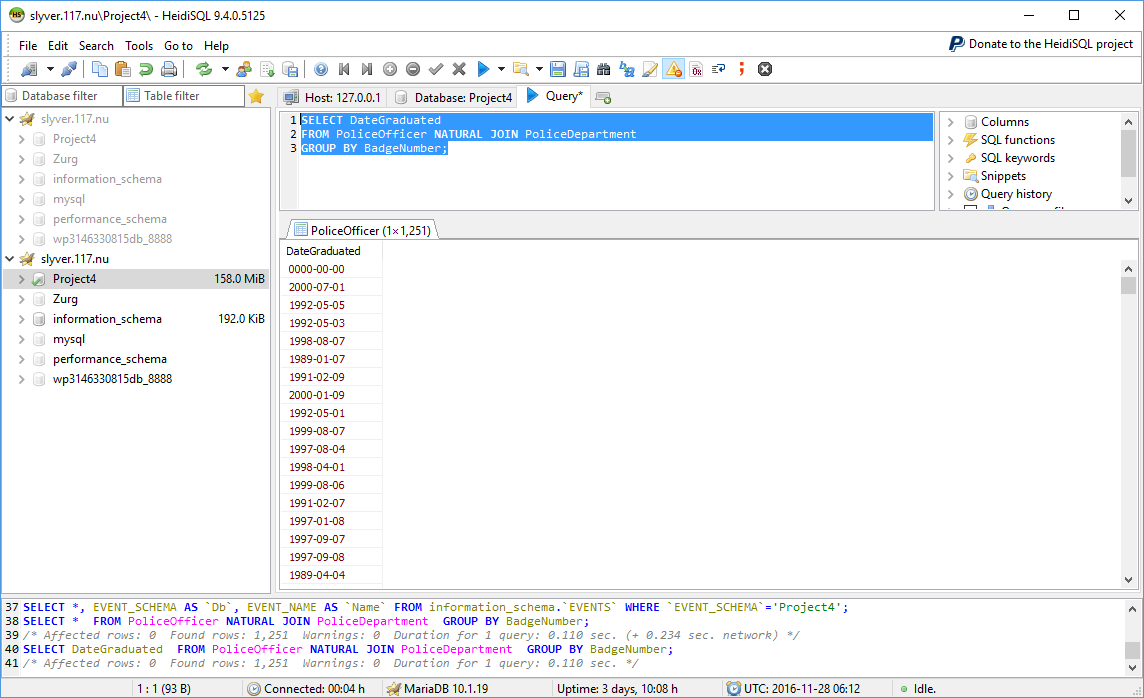 slyver.117.nu\Project4\ - HeidiSQL 9.4.0.5125
File Edit Search Tools Go to Help
Donate to the HeidiSQL project
Database filter
Table filter
Host: 127.0.0.1
Database: Project4
Query*
slyver.117.nu
Project4
Zurg
information_schema
mysql
performance_schema
wp3146330815db_8888
slyver.117.nu
Project4 158.0 MiB
Zurg
information_schema 192.0 KiB
mysql
performance_schema
wp3146330815db_8888
1 SELECT DateGraduated
2 FROM PoliceOfficer NATURAL JOIN PoliceDepartment
3 GROUP BY BadgeNumber;
Columns
SQL functions
SQL keywords
Snippets
Query history
PoliceOfficer (1×1,251)
DateGraduated
0000-00-00
2000-07-01
1992-05-05
1992-05-03
1998-08-07
1989-01-07
1991-02-09
2000-01-09
1992-05-01
1999-08-07
1997-08-04
1998-04-01
1999-08-06
1991-02-07
1997-01-08
1997-09-07
1997-09-08
1989-04-04
37 SELECT *, EVENT_SCHEMA AS `Db`, EVENT_NAME AS `Name` FROM information_schema.`EVENTS` WHERE `EVENT_SCHEMA`='Project4';
38 SELECT * FROM PoliceOfficer NATURAL JOIN PoliceDepartment GROUP BY BadgeNumber;
39 /* Affected rows: 0 Found rows: 1,251 Warnings: 0 Duration for 1 query: 0.110 sec. (+ 0.234 sec. network) */
40 SELECT DateGraduated FROM PoliceOfficer NATURAL JOIN PoliceDepartment GROUP BY BadgeNumber;
41 /* Affected rows: 0 Found rows: 1,251 Warnings: 0 Duration for 1 query: 0.110 sec. */
1 : 1 (93 B)
Connected: 00:04 h
MariaDB 10.1.19
Uptime: 3 days, 10:08 h
UTC: 2016-11-28 06:12
Idle.